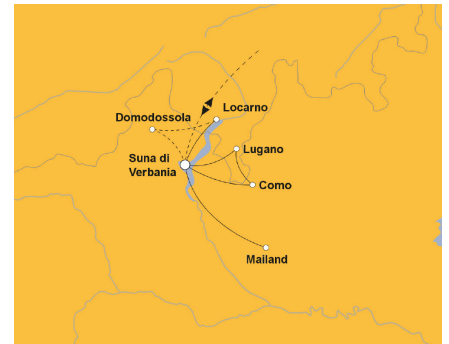 Locarno
Domodossola
Lugano
Suna di
Verbania
Como
Mailand